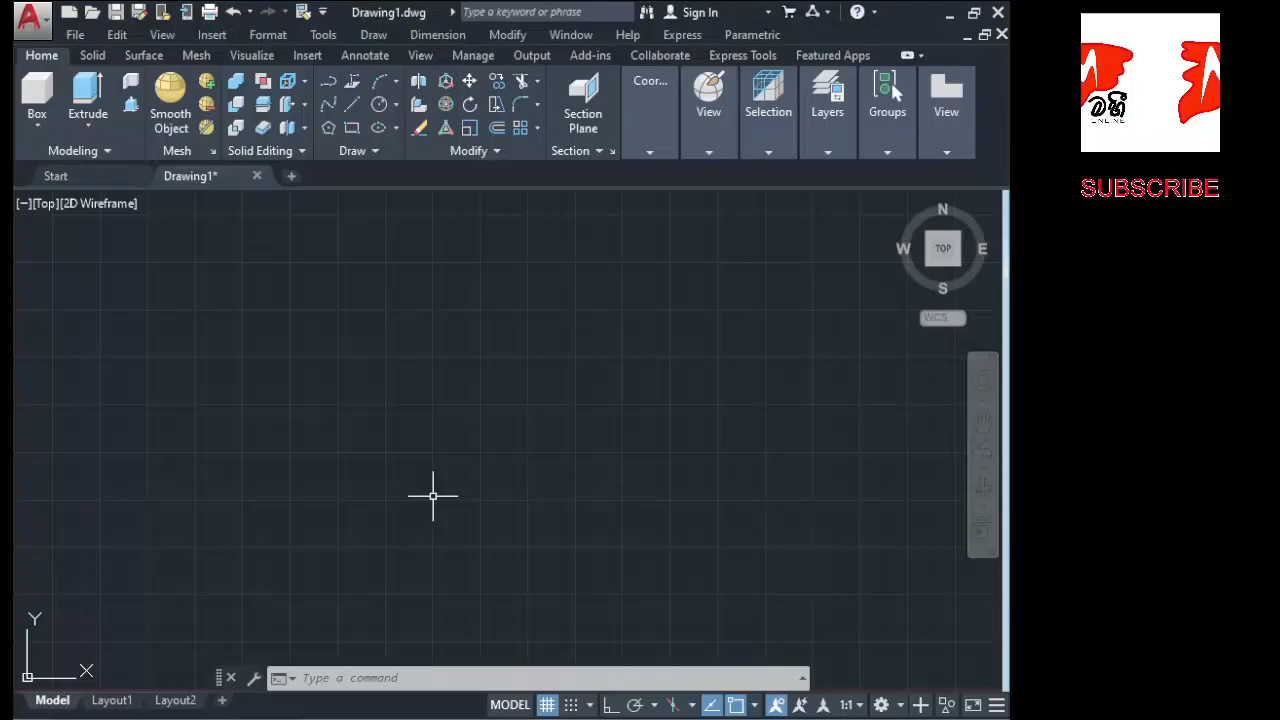 Drawing1.dwg Type a keyword or phrase Sign In
File Edit View Insert Format Tools Draw Dimension Modify Window Help Express Parametric
Home Solid Surface Mesh Visualize Insert Annotate View Manage Output Add-ins Collaborate Express Tools Featured Apps
Box Extrude Smooth Object Section Plane Coor... View Selection Layers Groups View
Modeling Mesh Solid Editing Draw Modify Section
Start Drawing1*
[−][Top][2D Wireframe]
N
W TOP E
S
WCS
Y
X
Type a command
Model Layout1 Layout2
MODEL 1:1
මහී
ONLINE
SUBSCRIBE